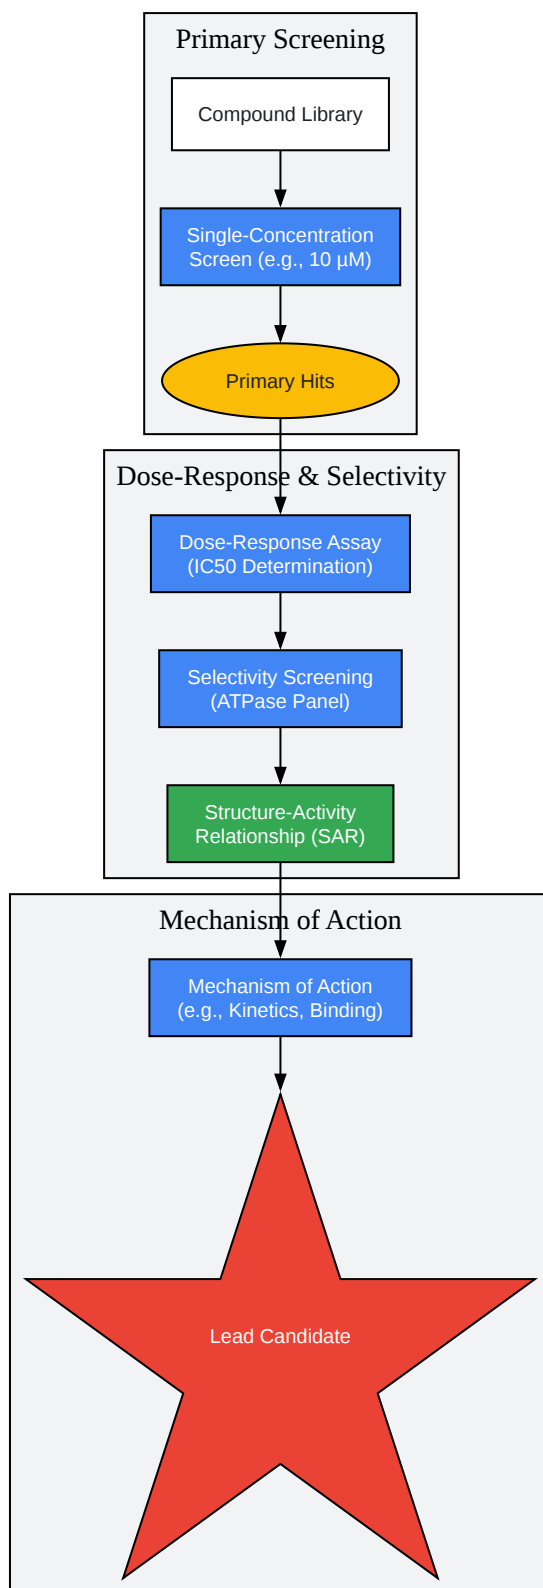 Primary Screening
Compound Library
Single-Concentration
Screen (e.g., 10 µM)
Primary Hits
Dose-Response & Selectivity
Dose-Response Assay
(IC50 Determination)
Selectivity Screening
(ATPase Panel)
Structure-Activity
Relationship (SAR)
Mechanism of Action
Mechanism of Action
(e.g., Kinetics, Binding)
Lead Candidate